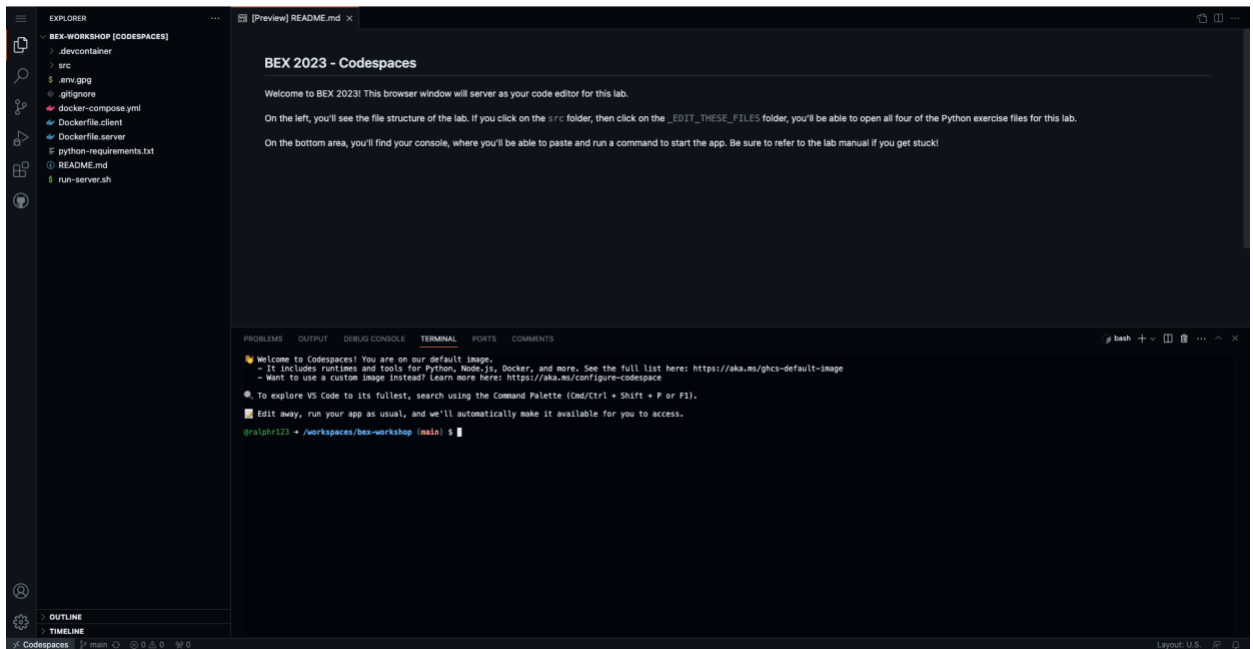 EXPLORER
BEX-WORKSHOP [CODESPACES]
.devcontainer
src
.env.gpg
.gitignore
docker-compose.yml
Dockerfile.client
Dockerfile.server
python-requirements.txt
README.md
run-server.sh
OUTLINE
TIMELINE
[Preview] README.md
BEX 2023 - Codespaces
Welcome to BEX 2023! This browser window will server as your code editor for this lab.
On the left, you'll see the file structure of the lab. If you click on the src folder, then click on the _EDIT_THESE_FILES folder, you'll be able to open all four of the Python exercise files for this lab.
On the bottom area, you'll find your console, where you'll be able to paste and run a command to start the app. Be sure to refer to the lab manual if you get stuck!
PROBLEMS OUTPUT DEBUG CONSOLE TERMINAL PORTS COMMENTS
bash
👋 Welcome to Codespaces! You are on our default image.
- It includes runtimes and tools for Python, Node.js, Docker, and more. See the full list here: https://aka.ms/ghcs-default-image
- Want to use a custom image instead? Learn more here: https://aka.ms/configure-codespace
🔍 To explore VS Code to its fullest, search using the Command Palette (Cmd/Ctrl + Shift + P or F1).
📝 Edit away, run your app as usual, and we'll automatically make it available for you to access.
@ralphr123 → /workspaces/bex-workshop (main) $
Codespaces main 0 0 0 Layout: U.S.